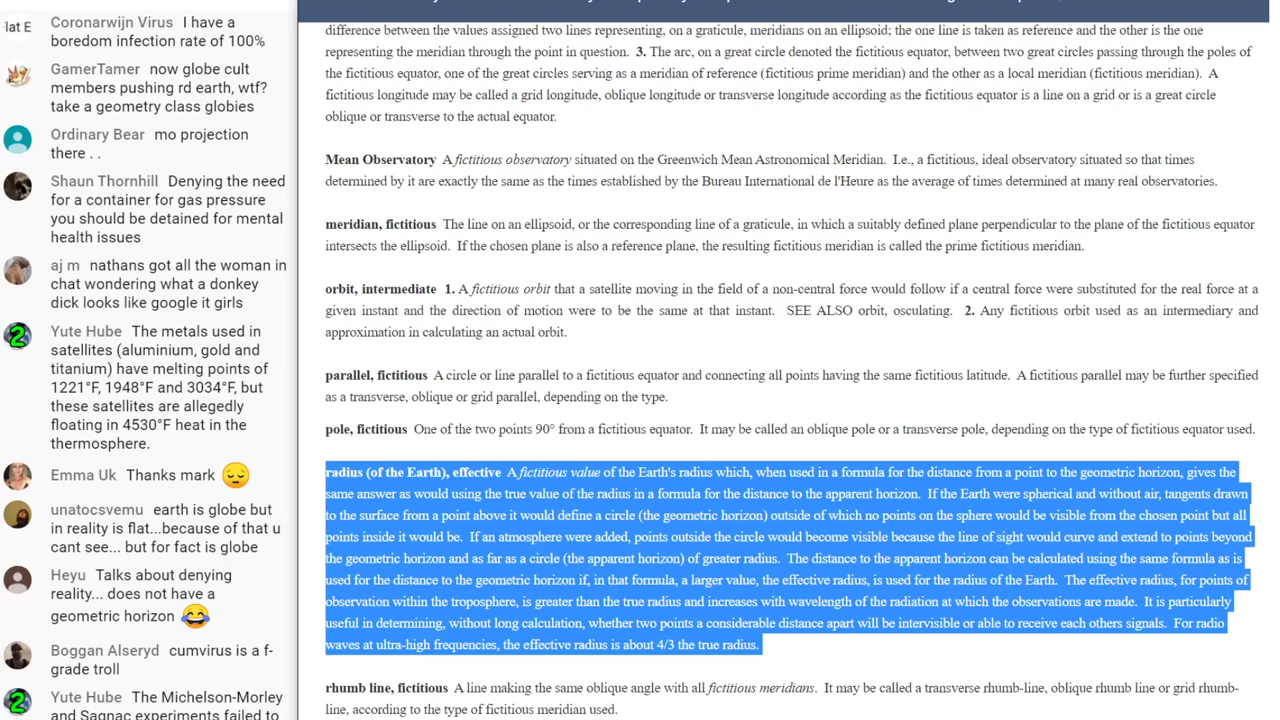 lat E
Coronarwijn Virus I have a
boredom infection rate of 100%
GamerTamer now globe cult
members pushing rd earth, wtf?
take a geometry class globies
Ordinary Bear mo projection
there . .
Shaun Thornhill Denying the need
for a container for gas pressure
you should be detained for mental
health issues
aj m nathans got all the woman in
chat wondering what a donkey
dick looks like google it girls
Yute Hube The metals used in
satellites (aluminium, gold and
titanium) have melting points of
1221°F, 1948°F and 3034°F, but
these satellites are allegedly
floating in 4530°F heat in the
thermosphere.
Emma Uk Thanks mark 😔
unatocsvemu earth is globe but
in reality is flat...because of that u
cant see... but for fact is globe
Heyu Talks about denying
reality... does not have a
geometric horizon 😂
Boggan Alseryd cumvirus is a f-
grade troll
Yute Hube The Michelson-Morley
and Sagnac experiments failed to
difference between the values assigned two lines representing, on a graticule, meridians on an ellipsoid; the one line is taken as reference and the other is the one
representing the meridian through the point in question. 3. The arc, on a great circle denoted the fictitious equator, between two great circles passing through the poles of
the fictitious equator, one of the great circles serving as a meridian of reference (fictitious prime meridian) and the other as a local meridian (fictitious meridian). A
fictitious longitude may be called a grid longitude, oblique longitude or transverse longitude according as the fictitious equator is a line on a grid or is a great circle
oblique or transverse to the actual equator.
Mean Observatory A fictitious observatory situated on the Greenwich Mean Astronomical Meridian. I.e., a fictitious, ideal observatory situated so that times
determined by it are exactly the same as the times established by the Bureau International de l'Heure as the average of times determined at many real observatories.
meridian, fictitious The line on an ellipsoid, or the corresponding line of a graticule, in which a suitably defined plane perpendicular to the plane of the fictitious equator
intersects the ellipsoid. If the chosen plane is also a reference plane, the resulting fictitious meridian is called the prime fictitious meridian.
orbit, intermediate 1. A fictitious orbit that a satellite moving in the field of a non-central force would follow if a central force were substituted for the real force at a
given instant and the direction of motion were to be the same at that instant. SEE ALSO orbit, osculating. 2. Any fictitious orbit used as an intermediary and
approximation in calculating an actual orbit.
parallel, fictitious A circle or line parallel to a fictitious equator and connecting all points having the same fictitious latitude. A fictitious parallel may be further specified
as a transverse, oblique or grid parallel, depending on the type.
pole, fictitious One of the two points 90° from a fictitious equator. It may be called an oblique pole or a transverse pole, depending on the type of fictitious equator used.
radius (of the Earth), effective A fictitious value of the Earth's radius which, when used in a formula for the distance from a point to the geometric horizon, gives the
same answer as would using the true value of the radius in a formula for the distance to the apparent horizon. If the Earth were spherical and without air, tangents drawn
to the surface from a point above it would define a circle (the geometric horizon) outside of which no points on the sphere would be visible from the chosen point but all
points inside it would be. If an atmosphere were added, points outside the circle would become visible because the line of sight would curve and extend to points beyond
the geometric horizon and as far as a circle (the apparent horizon) of greater radius. The distance to the apparent horizon can be calculated using the same formula as is
used for the distance to the geometric horizon if, in that formula, a larger value, the effective radius, is used for the radius of the Earth. The effective radius, for points of
observation within the troposphere, is greater than the true radius and increases with wavelength of the radiation at which the observations are made. It is particularly
useful in determining, without long calculation, whether two points a considerable distance apart will be intervisible or able to receive each others signals. For radio
waves at ultra-high frequencies, the effective radius is about 4/3 the true radius.
rhumb line, fictitious A line making the same oblique angle with all fictitious meridians. It may be called a transverse rhumb-line, oblique rhumb line or grid rhumb-
line, according to the type of fictitious meridian used.